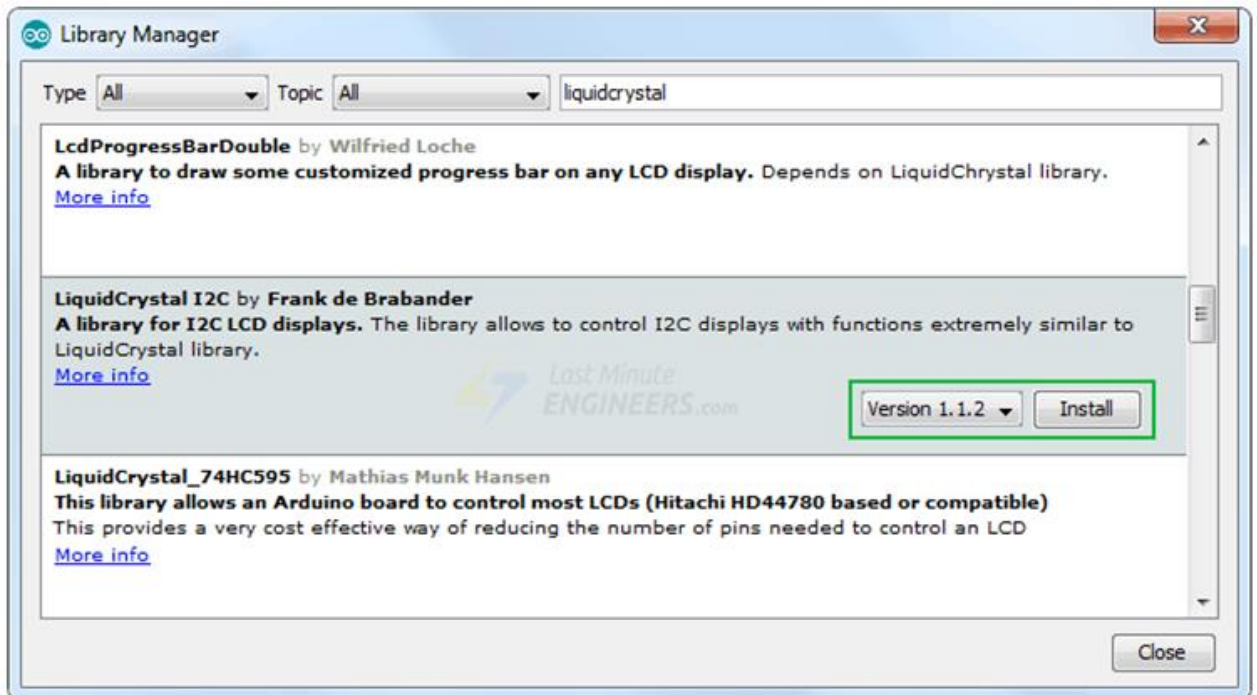 Library Manager
Type All Topic All liquidcrystal
LcdProgressBarDouble by Wilfried Loche
A library to draw some customized progress bar on any LCD display. Depends on LiquidChrystal library.
More info
LiquidCrystal I2C by Frank de Brabander
A library for I2C LCD displays. The library allows to control I2C displays with functions extremely similar to
LiquidCrystal library.
More info
Last Minute
ENGINEERS.com
Version 1.1.2 Install
LiquidCrystal_74HC595 by Mathias Munk Hansen
This library allows an Arduino board to control most LCDs (Hitachi HD44780 based or compatible)
This provides a very cost effective way of reducing the number of pins needed to control an LCD
More info
Close